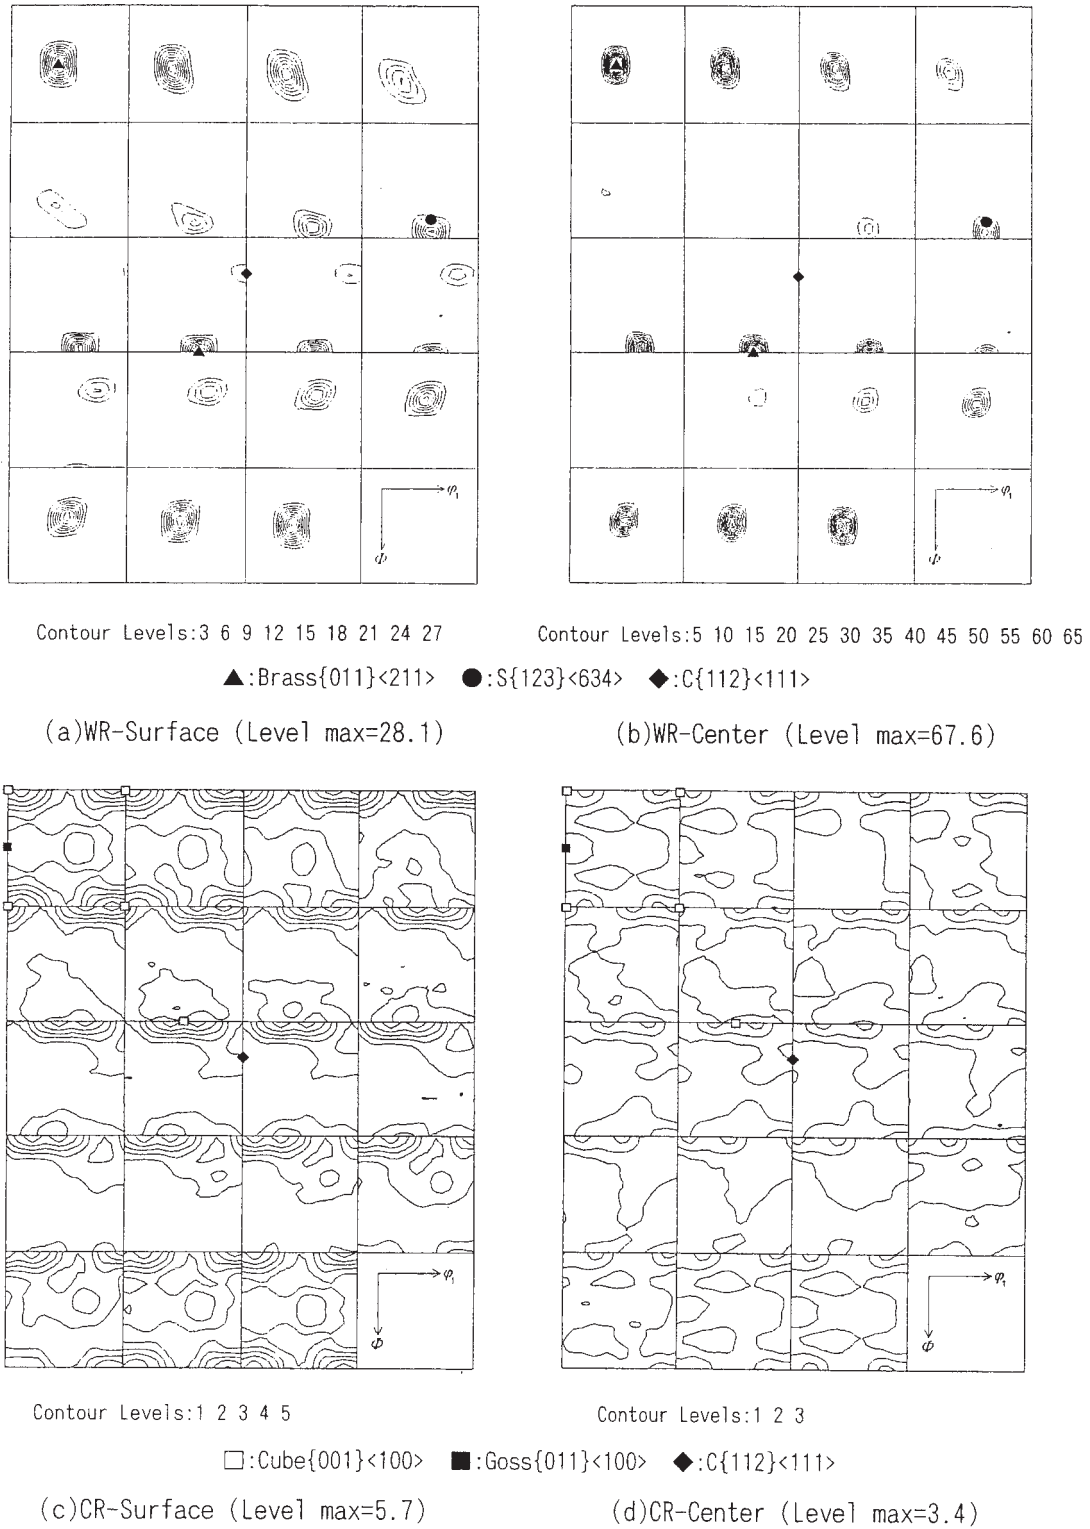 φ₁
Φ
φ₁
Φ
Contour Levels:3 6 9 12 15 18 21 24 27
Contour Levels:5 10 15 20 25 30 35 40 45 50 55 60 65
▲:Brass{011}<211> ●:S{123}<634> ◆:C{112}<111>
(a)WR-Surface (Level max=28.1)
(b)WR-Center (Level max=67.6)
φ₁
Φ
φ₁
Φ
Contour Levels:1 2 3 4 5
Contour Levels:1 2 3
□:Cube{001}<100> ■:Goss{011}<100> ◆:C{112}<111>
(c)CR-Surface (Level max=5.7)
(d)CR-Center (Level max=3.4)